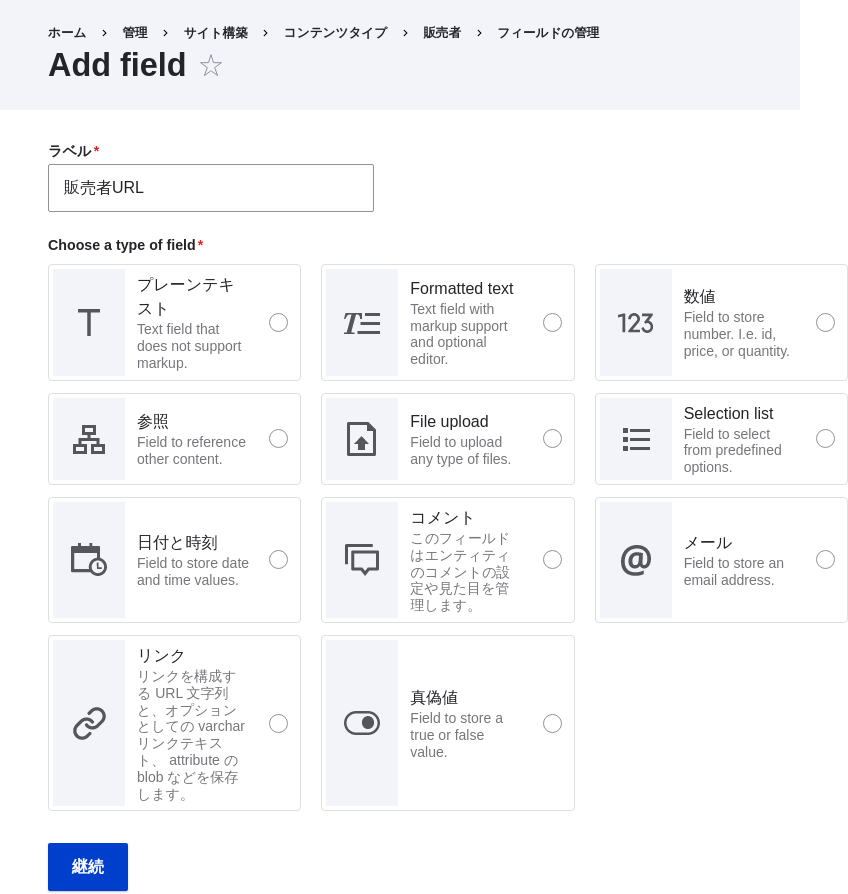 ホーム > 管理 > サイト構築 > コンテンツタイプ > 販売者 > フィールドの管理
Add field ☆
ラベル*
販売者URL
Choose a type of field*
プレーンテキ
スト
Text field that
does not support
markup.
Formatted text
Text field with
markup support
and optional
editor.
数値
Field to store
number. I.e. id,
price, or quantity.
参照
Field to reference
other content.
File upload
Field to upload
any type of files.
Selection list
Field to select
from predefined
options.
日付と時刻
Field to store date
and time values.
コメント
このフィールド
はエンティティ
のコメントの設
定や見た目を管
理します。
メール
Field to store an
email address.
リンク
リンクを構成す
る URL 文字列
と、オプション
としての varchar
リンクテキス
ト、 attribute の
blob などを保存
します。
真偽値
Field to store a
true or false
value.
継続